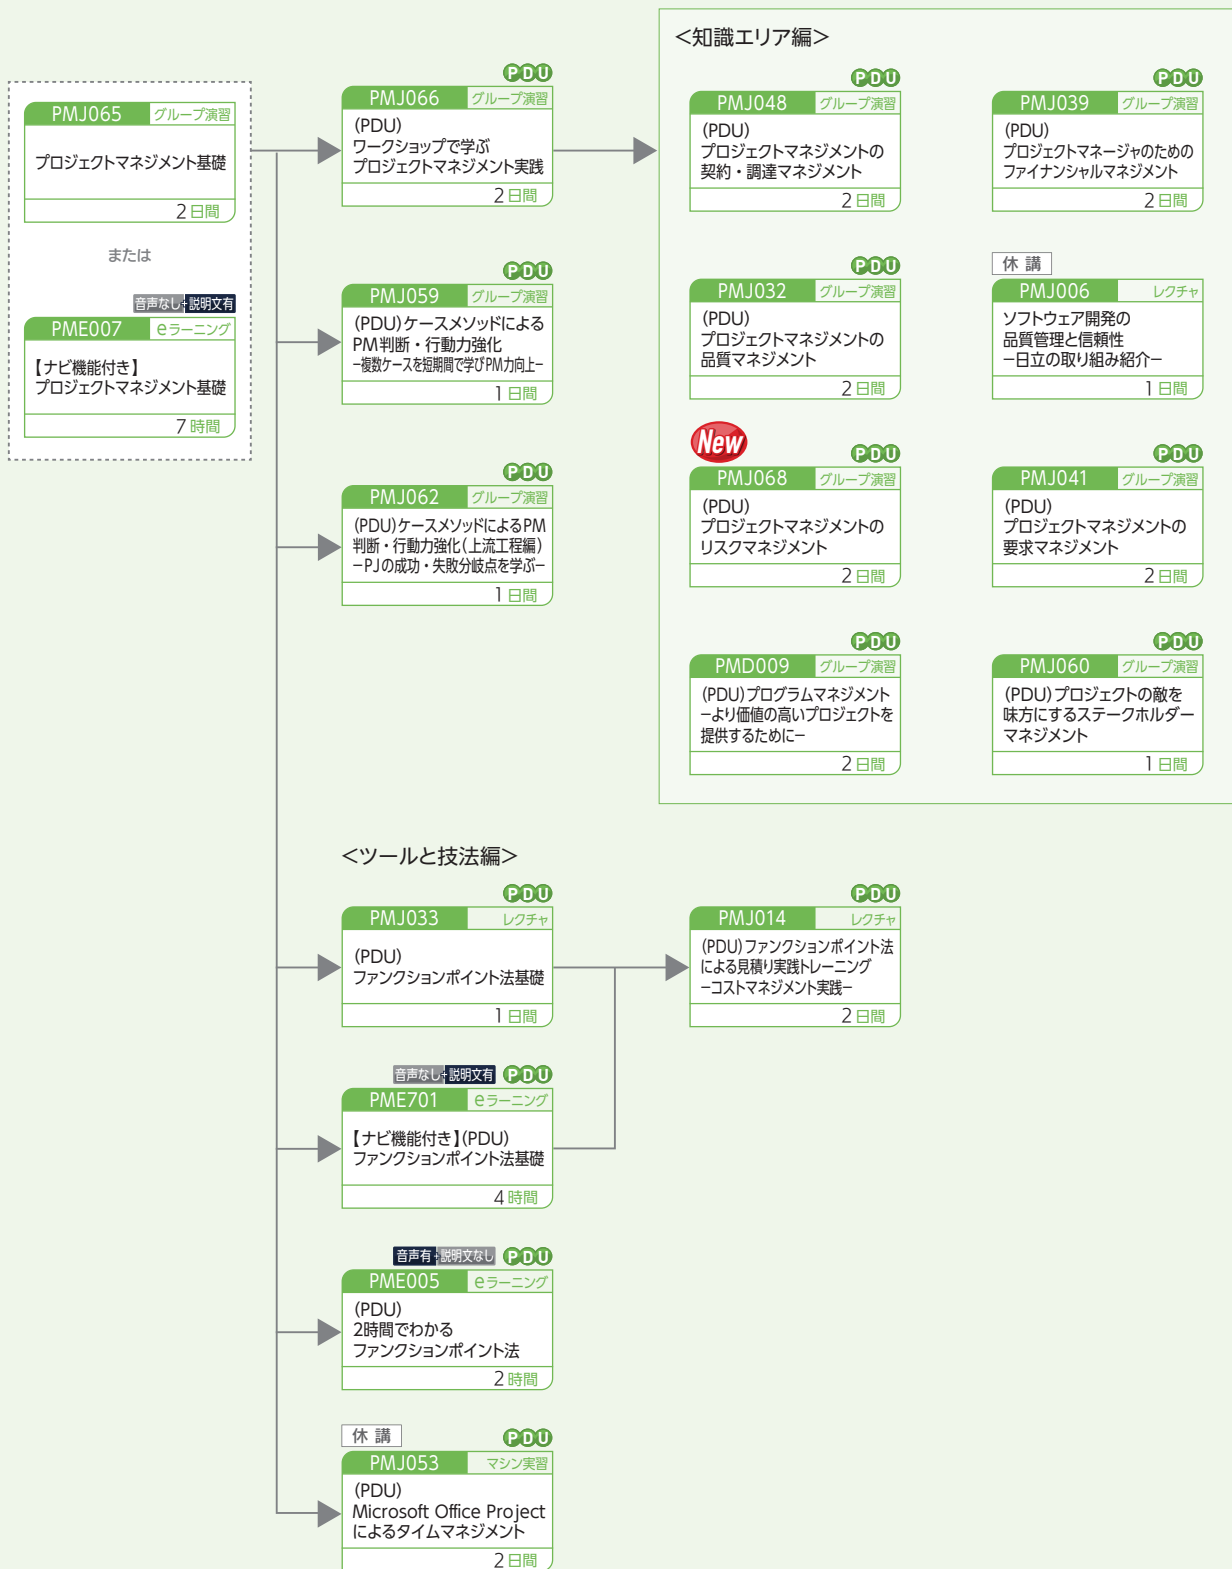 PMJ065 グループ演習
プロジェクトマネジメント基礎
2日間
または
音声なし+説明文有
PME007 eラーニング
【ナビ機能付き】
プロジェクトマネジメント基礎
7時間
PDU
PMJ066 グループ演習
(PDU)
ワークショップで学ぶ
プロジェクトマネジメント実践
2日間
PDU
PMJ059 グループ演習
(PDU)ケースメソッドによる
PM判断・行動力強化
−複数ケースを短期間で学びPM力向上−
1日間
PDU
PMJ062 グループ演習
(PDU)ケースメソッドによるPM
判断・行動力強化(上流工程編)
−PJの成功・失敗分岐点を学ぶ−
1日間
<知識エリア編>
PDU
PMJ048 グループ演習
(PDU)
プロジェクトマネジメントの
契約・調達マネジメント
2日間
PDU
PMJ039 グループ演習
(PDU)
プロジェクトマネージャのための
ファイナンシャルマネジメント
2日間
PDU
PMJ032 グループ演習
(PDU)
プロジェクトマネジメントの
品質マネジメント
2日間
休講
PMJ006 レクチャ
ソフトウェア開発の
品質管理と信頼性
−日立の取り組み紹介−
1日間
New
PDU
PMJ068 グループ演習
(PDU)
プロジェクトマネジメントの
リスクマネジメント
2日間
PDU
PMJ041 グループ演習
(PDU)
プロジェクトマネジメントの
要求マネジメント
2日間
PDU
PMD009 グループ演習
(PDU)プログラムマネジメント
−より価値の高いプロジェクトを
提供するために−
2日間
PDU
PMJ060 グループ演習
(PDU)プロジェクトの敵を
味方にするステークホルダー
マネジメント
1日間
<ツールと技法編>
PDU
PMJ033 レクチャ
(PDU)
ファンクションポイント法基礎
1日間
PDU
PMJ014 レクチャ
(PDU)ファンクションポイント法
による見積り実践トレーニング
−コストマネジメント実践−
2日間
音声なし+説明文有 PDU
PME701 eラーニング
【ナビ機能付き】(PDU)
ファンクションポイント法基礎
4時間
音声有+説明文なし PDU
PME005 eラーニング
(PDU)
2時間でわかる
ファンクションポイント法
2時間
休講 PDU
PMJ053 マシン実習
(PDU)
Microsoft Office Project
によるタイムマネジメント
2日間